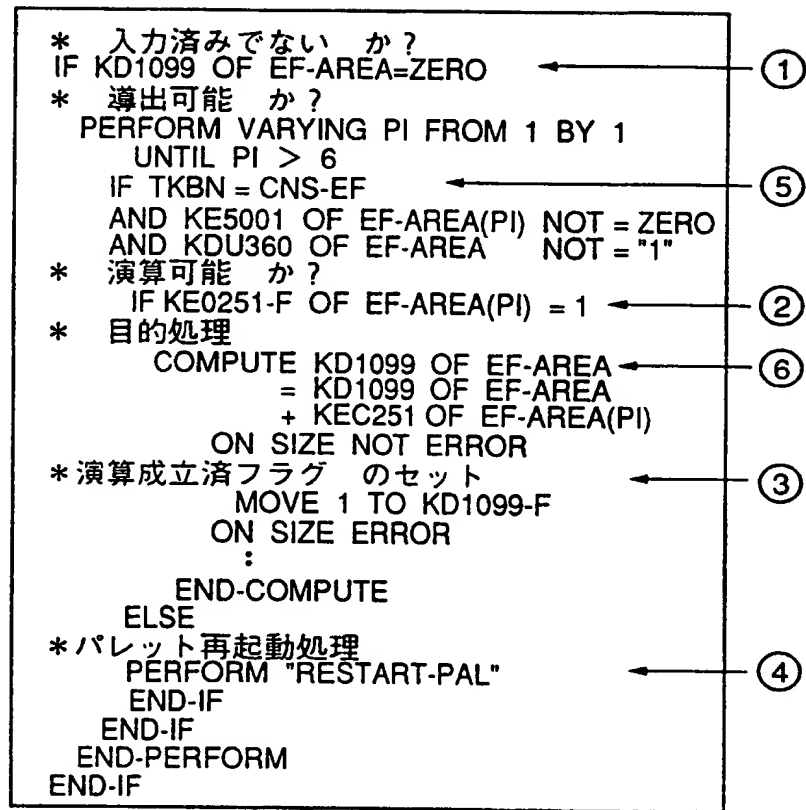 * 入力済みでない か?
IF KD1099 OF EF-AREA=ZERO ①
* 導出可能 か?
PERFORM VARYING PI FROM 1 BY 1
UNTIL PI > 6
IF TKBN = CNS-EF ⑤
AND KE5001 OF EF-AREA(PI) NOT = ZERO
AND KDU360 OF EF-AREA NOT = "1"
* 演算可能 か?
IF KE0251-F OF EF-AREA(PI) = 1 ②
* 目的処理
COMPUTE KD1099 OF EF-AREA ⑥
= KD1099 OF EF-AREA
+ KEC251 OF EF-AREA(PI)
ON SIZE NOT ERROR
*演算成立済フラグ のセット ③
MOVE 1 TO KD1099-F
ON SIZE ERROR
:
END-COMPUTE
ELSE
*パレット再起動処理
PERFORM "RESTART-PAL" ④
END-IF
END-IF
END-PERFORM
END-IF